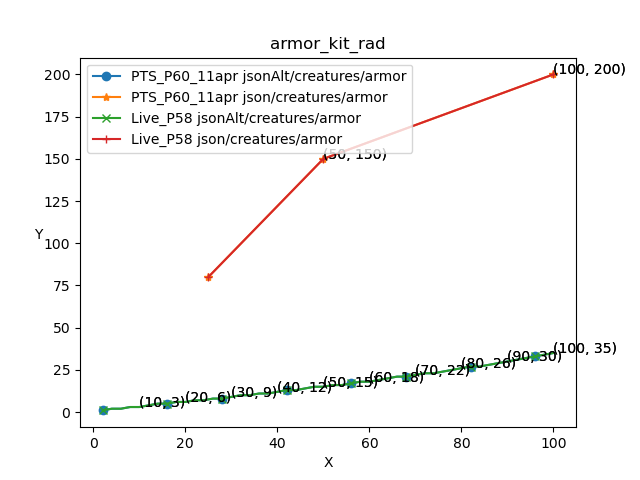 armor_kit_rad
PTS_P60_11apr jsonAlt/creatures/armor
PTS_P60_11apr json/creatures/armor
Live_P58 jsonAlt/creatures/armor
Live_P58 json/creatures/armor
(100, 200)
(50, 150)
(100, 35)
(90, 30)
(80, 26)
(70, 22)
(60, 18)
(50, 15)
(40, 12)
(30, 9)
(20, 6)
(10, 3)
200
175
150
125
100
75
50
25
0
Y
0 20 40 60 80 100
X